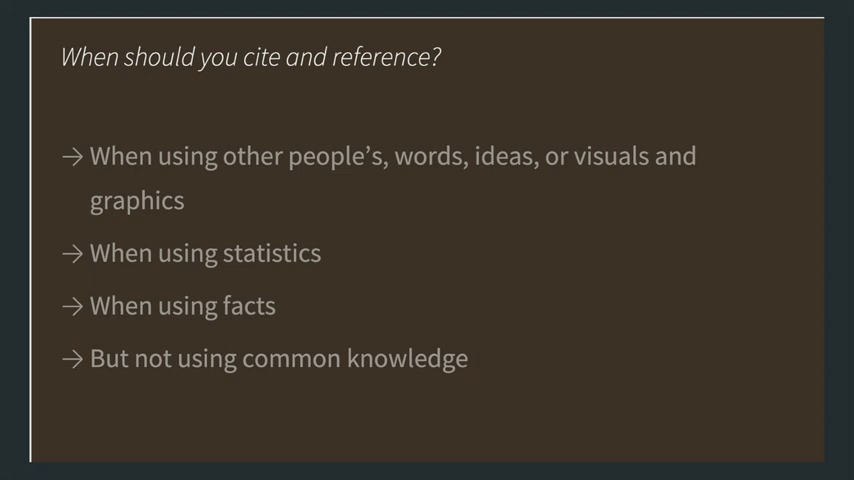 When should you cite and reference?
→ When using other people’s, words, ideas, or visuals and
graphics
→ When using statistics
→ When using facts
→ But not using common knowledge